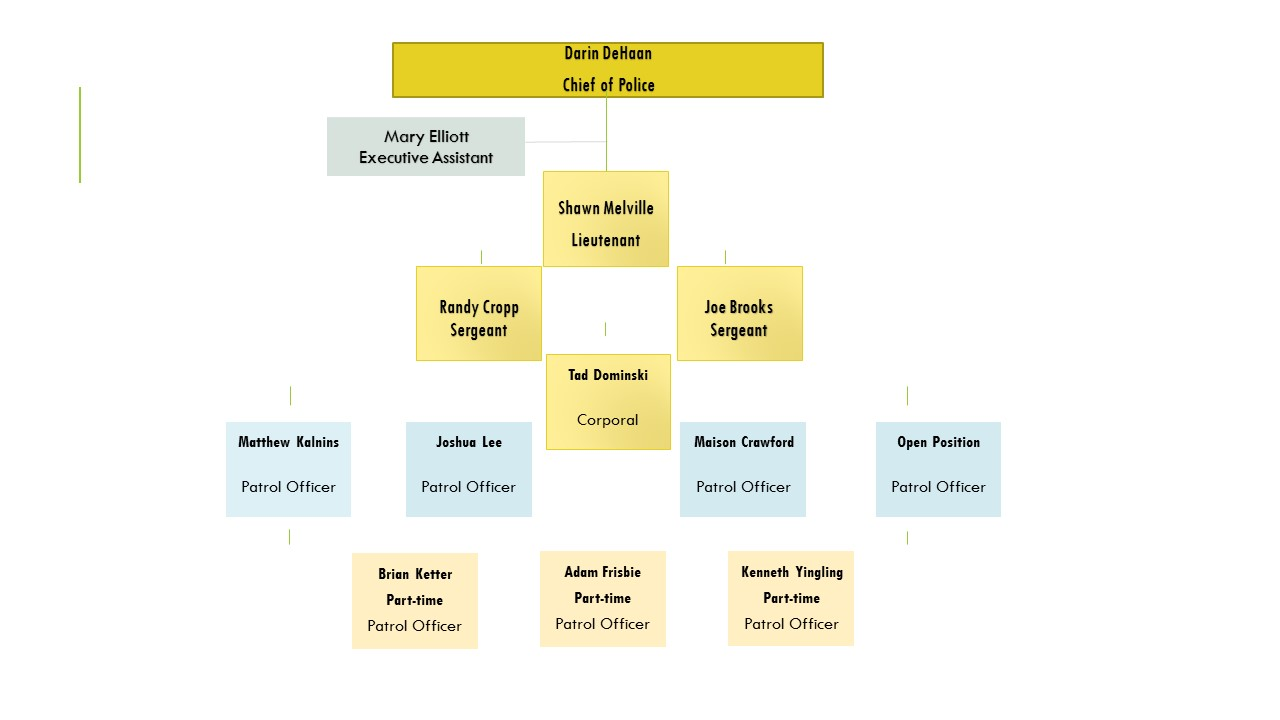 Darin DeHaan
Chief of Police
Mary Elliott
Executive Assistant
Shawn Melville
Lieutenant
Randy Cropp
Sergeant
Joe Brooks
Sergeant
Tad Dominski
Corporal
Matthew Kalnins
Patrol Officer
Joshua Lee
Patrol Officer
Maison Crawford
Patrol Officer
Open Position
Patrol Officer
Brian Ketter
Part-time
Patrol Officer
Adam Frisbie
Part-time
Patrol Officer
Kenneth Yingling
Part-time
Patrol Officer